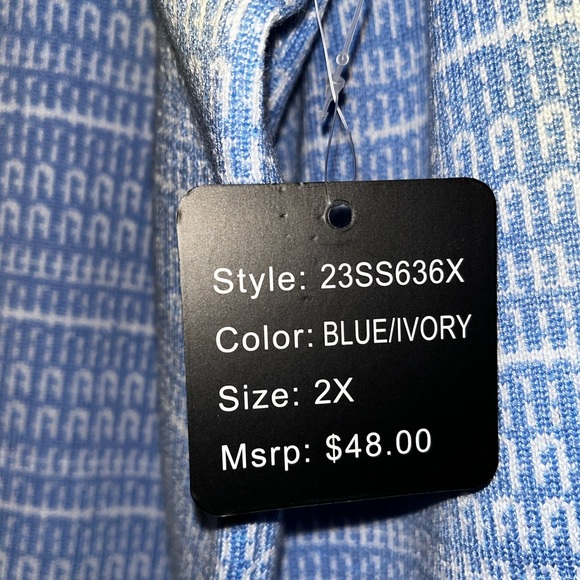 Style: 23SS636X
Color: BLUE/IVORY
Size: 2X
Msrp: $48.00